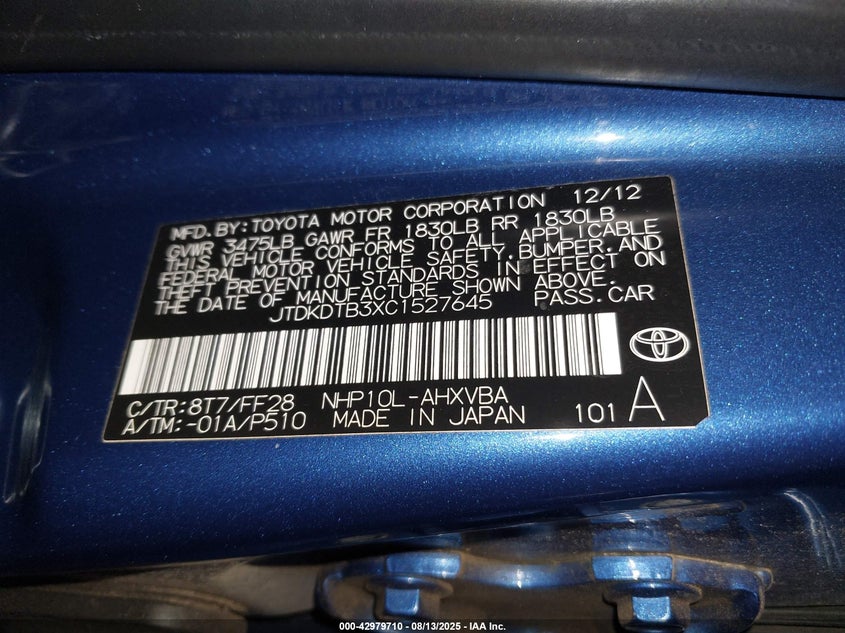 MFD.BY:TOYOTA MOTOR CORPORATION 12/12
GVWR 3475LB GAWR FR 1830LB RR 1830LB
THIS VEHICLE CONFORMS TO ALL APPLICABLE
FEDERAL MOTOR VEHICLE SAFETY,BUMPER,AND
THEFT PREVENTION STANDARDS IN EFFECT ON
THE DATE OF MANUFACTURE SHOWN ABOVE.
JTDKDTB3XC1527645 PASS.CAR
C/TR:8T7/FF28 NHP10L-AHXVBA
A/TM:-01A/P510 MADE IN JAPAN 101 A
000-42979710 - 08/13/2025 - IAA Inc.